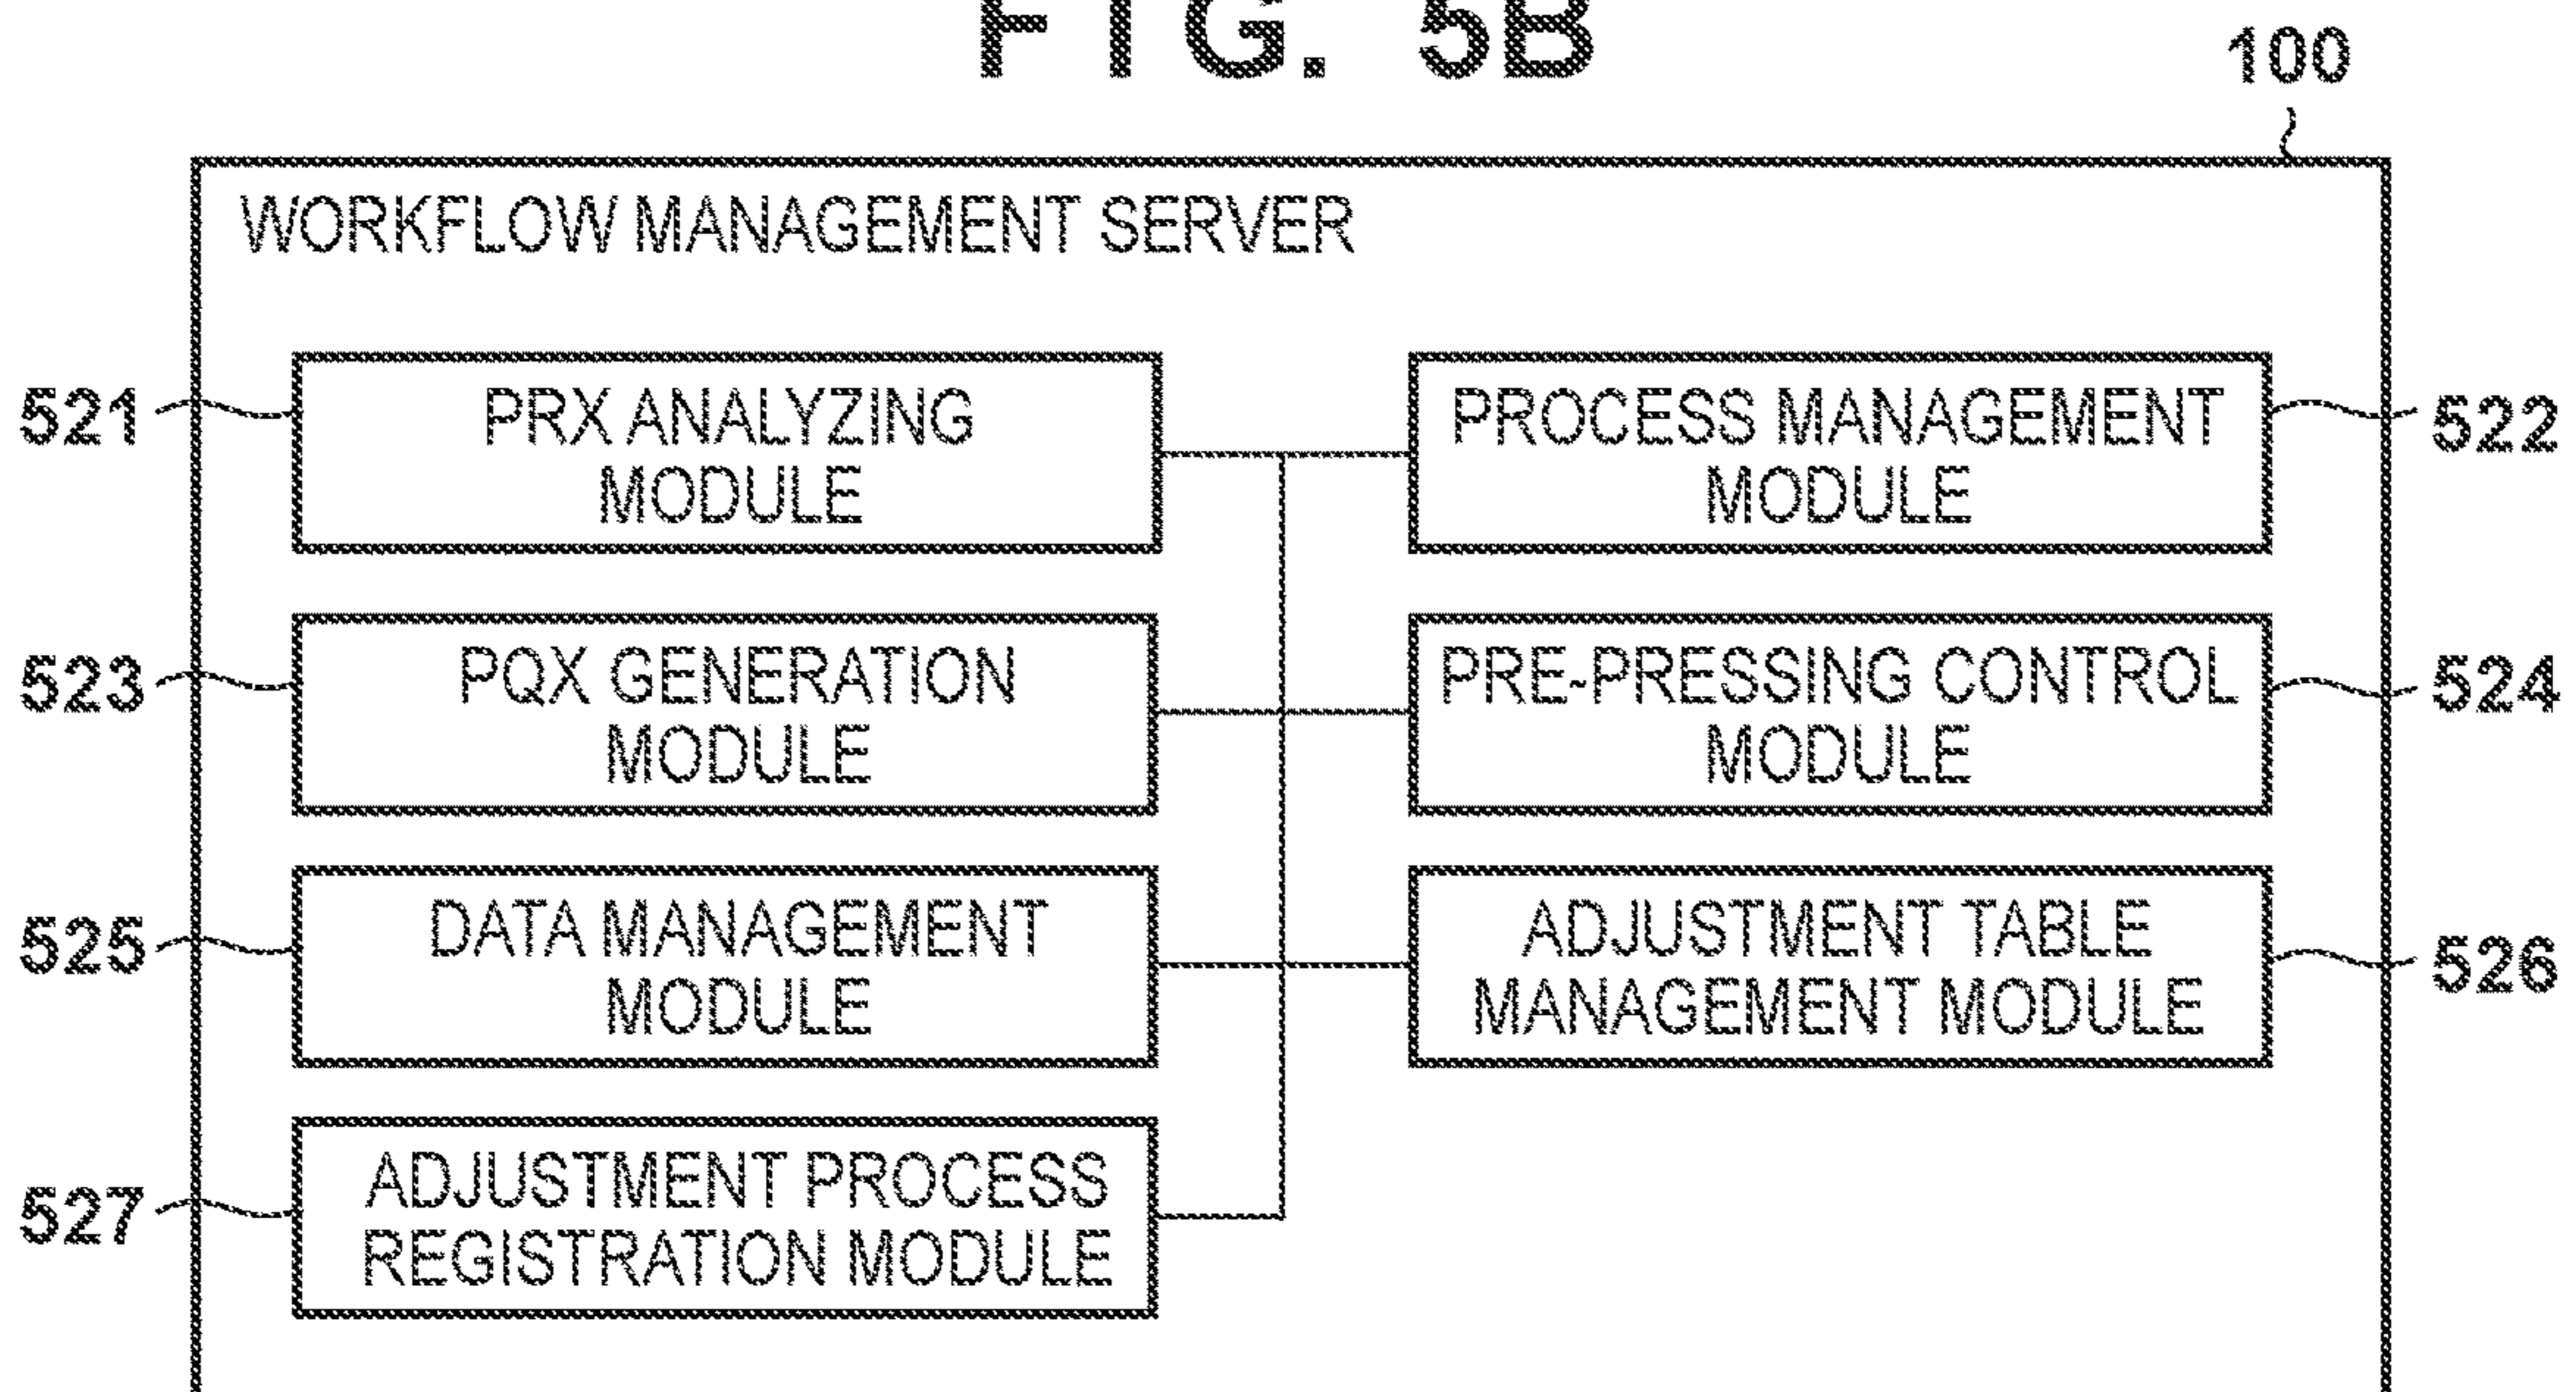 FIG. 5B
100
WORKFLOW MANAGEMENT SERVER
521
PRX ANALYZING
MODULE
PROCESS MANAGEMENT
MODULE
522
523
PQX GENERATION
MODULE
PRE-PRESSING CONTROL
MODULE
524
525
DATA MANAGEMENT
MODULE
ADJUSTMENT TABLE
MANAGEMENT MODULE
526
527
ADJUSTMENT PROCESS
REGISTRATION MODULE